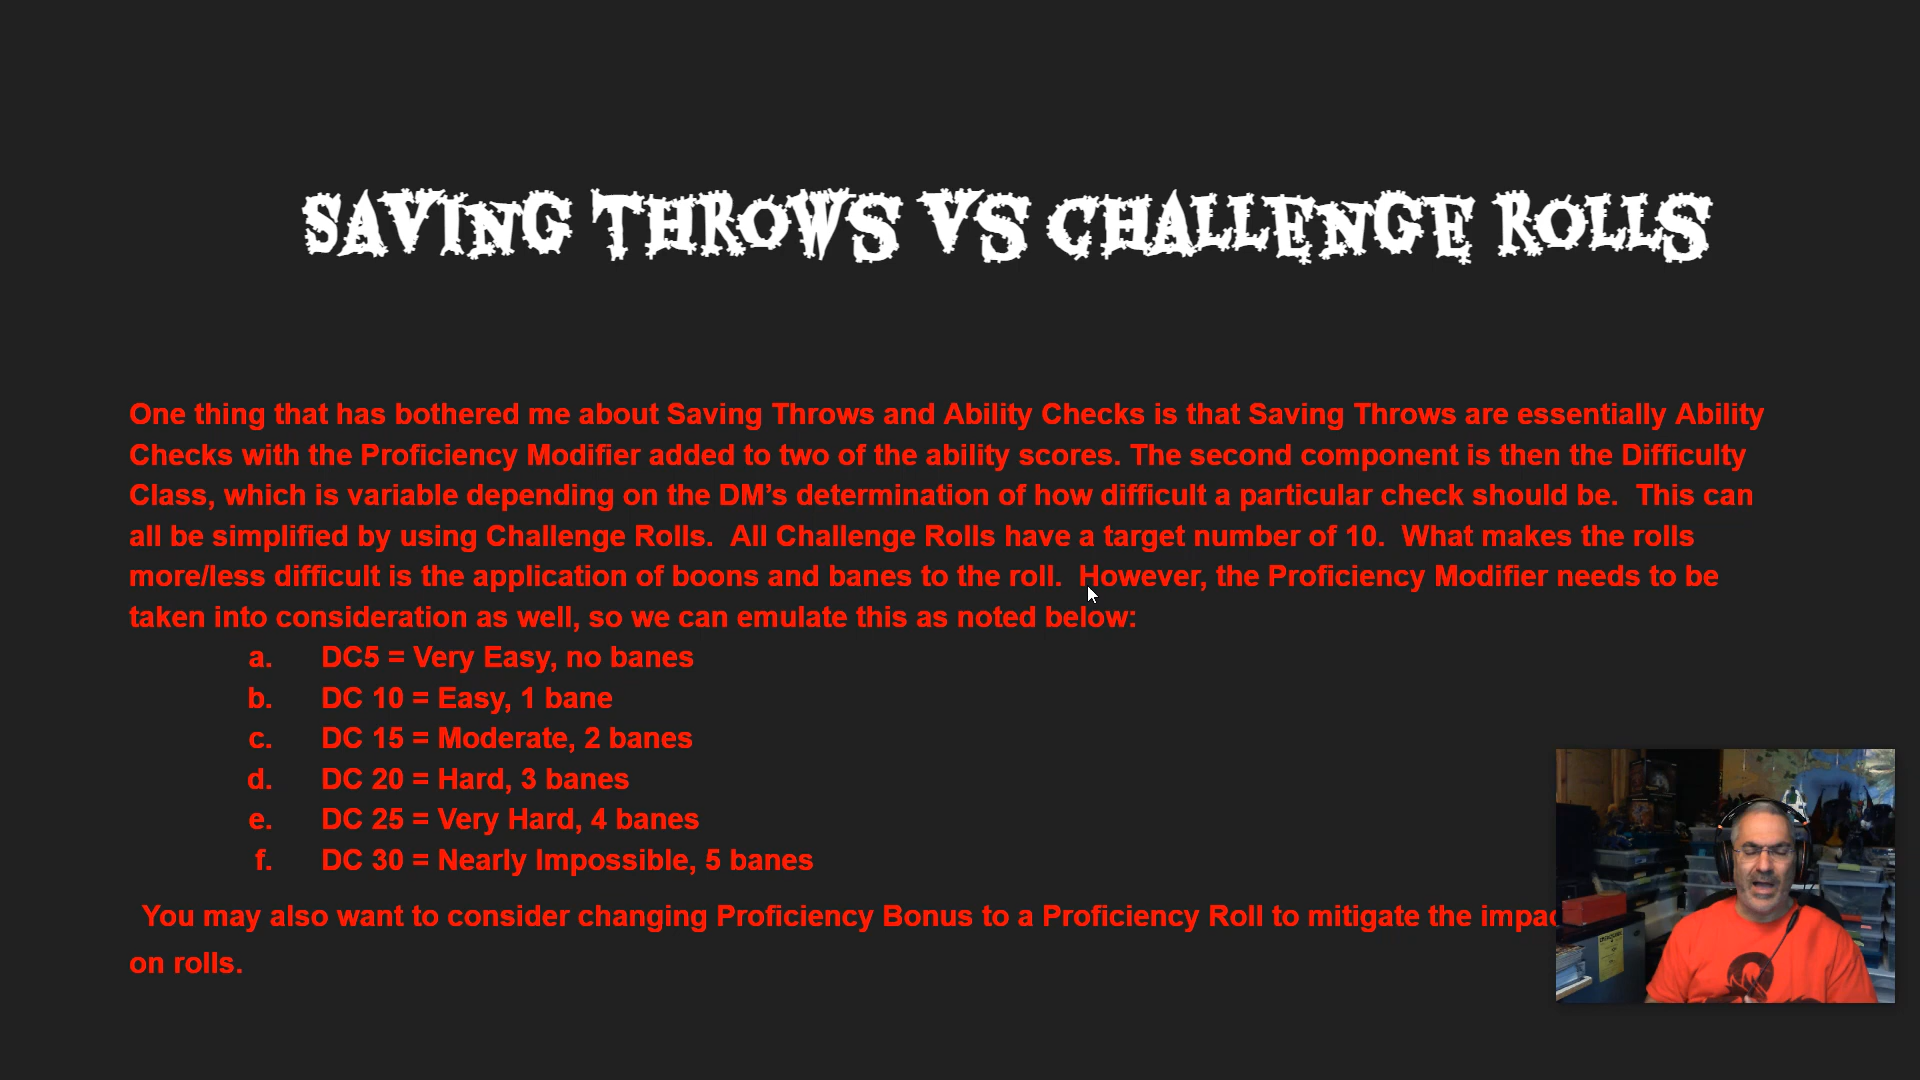 SAVING THROWS VS CHALLENGE ROLLS
One thing that has bothered me about Saving Throws and Ability Checks is that Saving Throws are essentially Ability
Checks with the Proficiency Modifier added to two of the ability scores. The second component is then the Difficulty
Class, which is variable depending on the DM’s determination of how difficult a particular check should be.  This can
all be simplified by using Challenge Rolls.  All Challenge Rolls have a target number of 10.  What makes the rolls
more/less difficult is the application of boons and banes to the roll.  However, the Proficiency Modifier needs to be
taken into consideration as well, so we can emulate this as noted below:
a. DC5 = Very Easy, no banes
b. DC 10 = Easy, 1 bane
c. DC 15 = Moderate, 2 banes
d. DC 20 = Hard, 3 banes
e. DC 25 = Very Hard, 4 banes
f. DC 30 = Nearly Impossible, 5 banes
You may also want to consider changing Proficiency Bonus to a Proficiency Roll to mitigate the
on rolls.